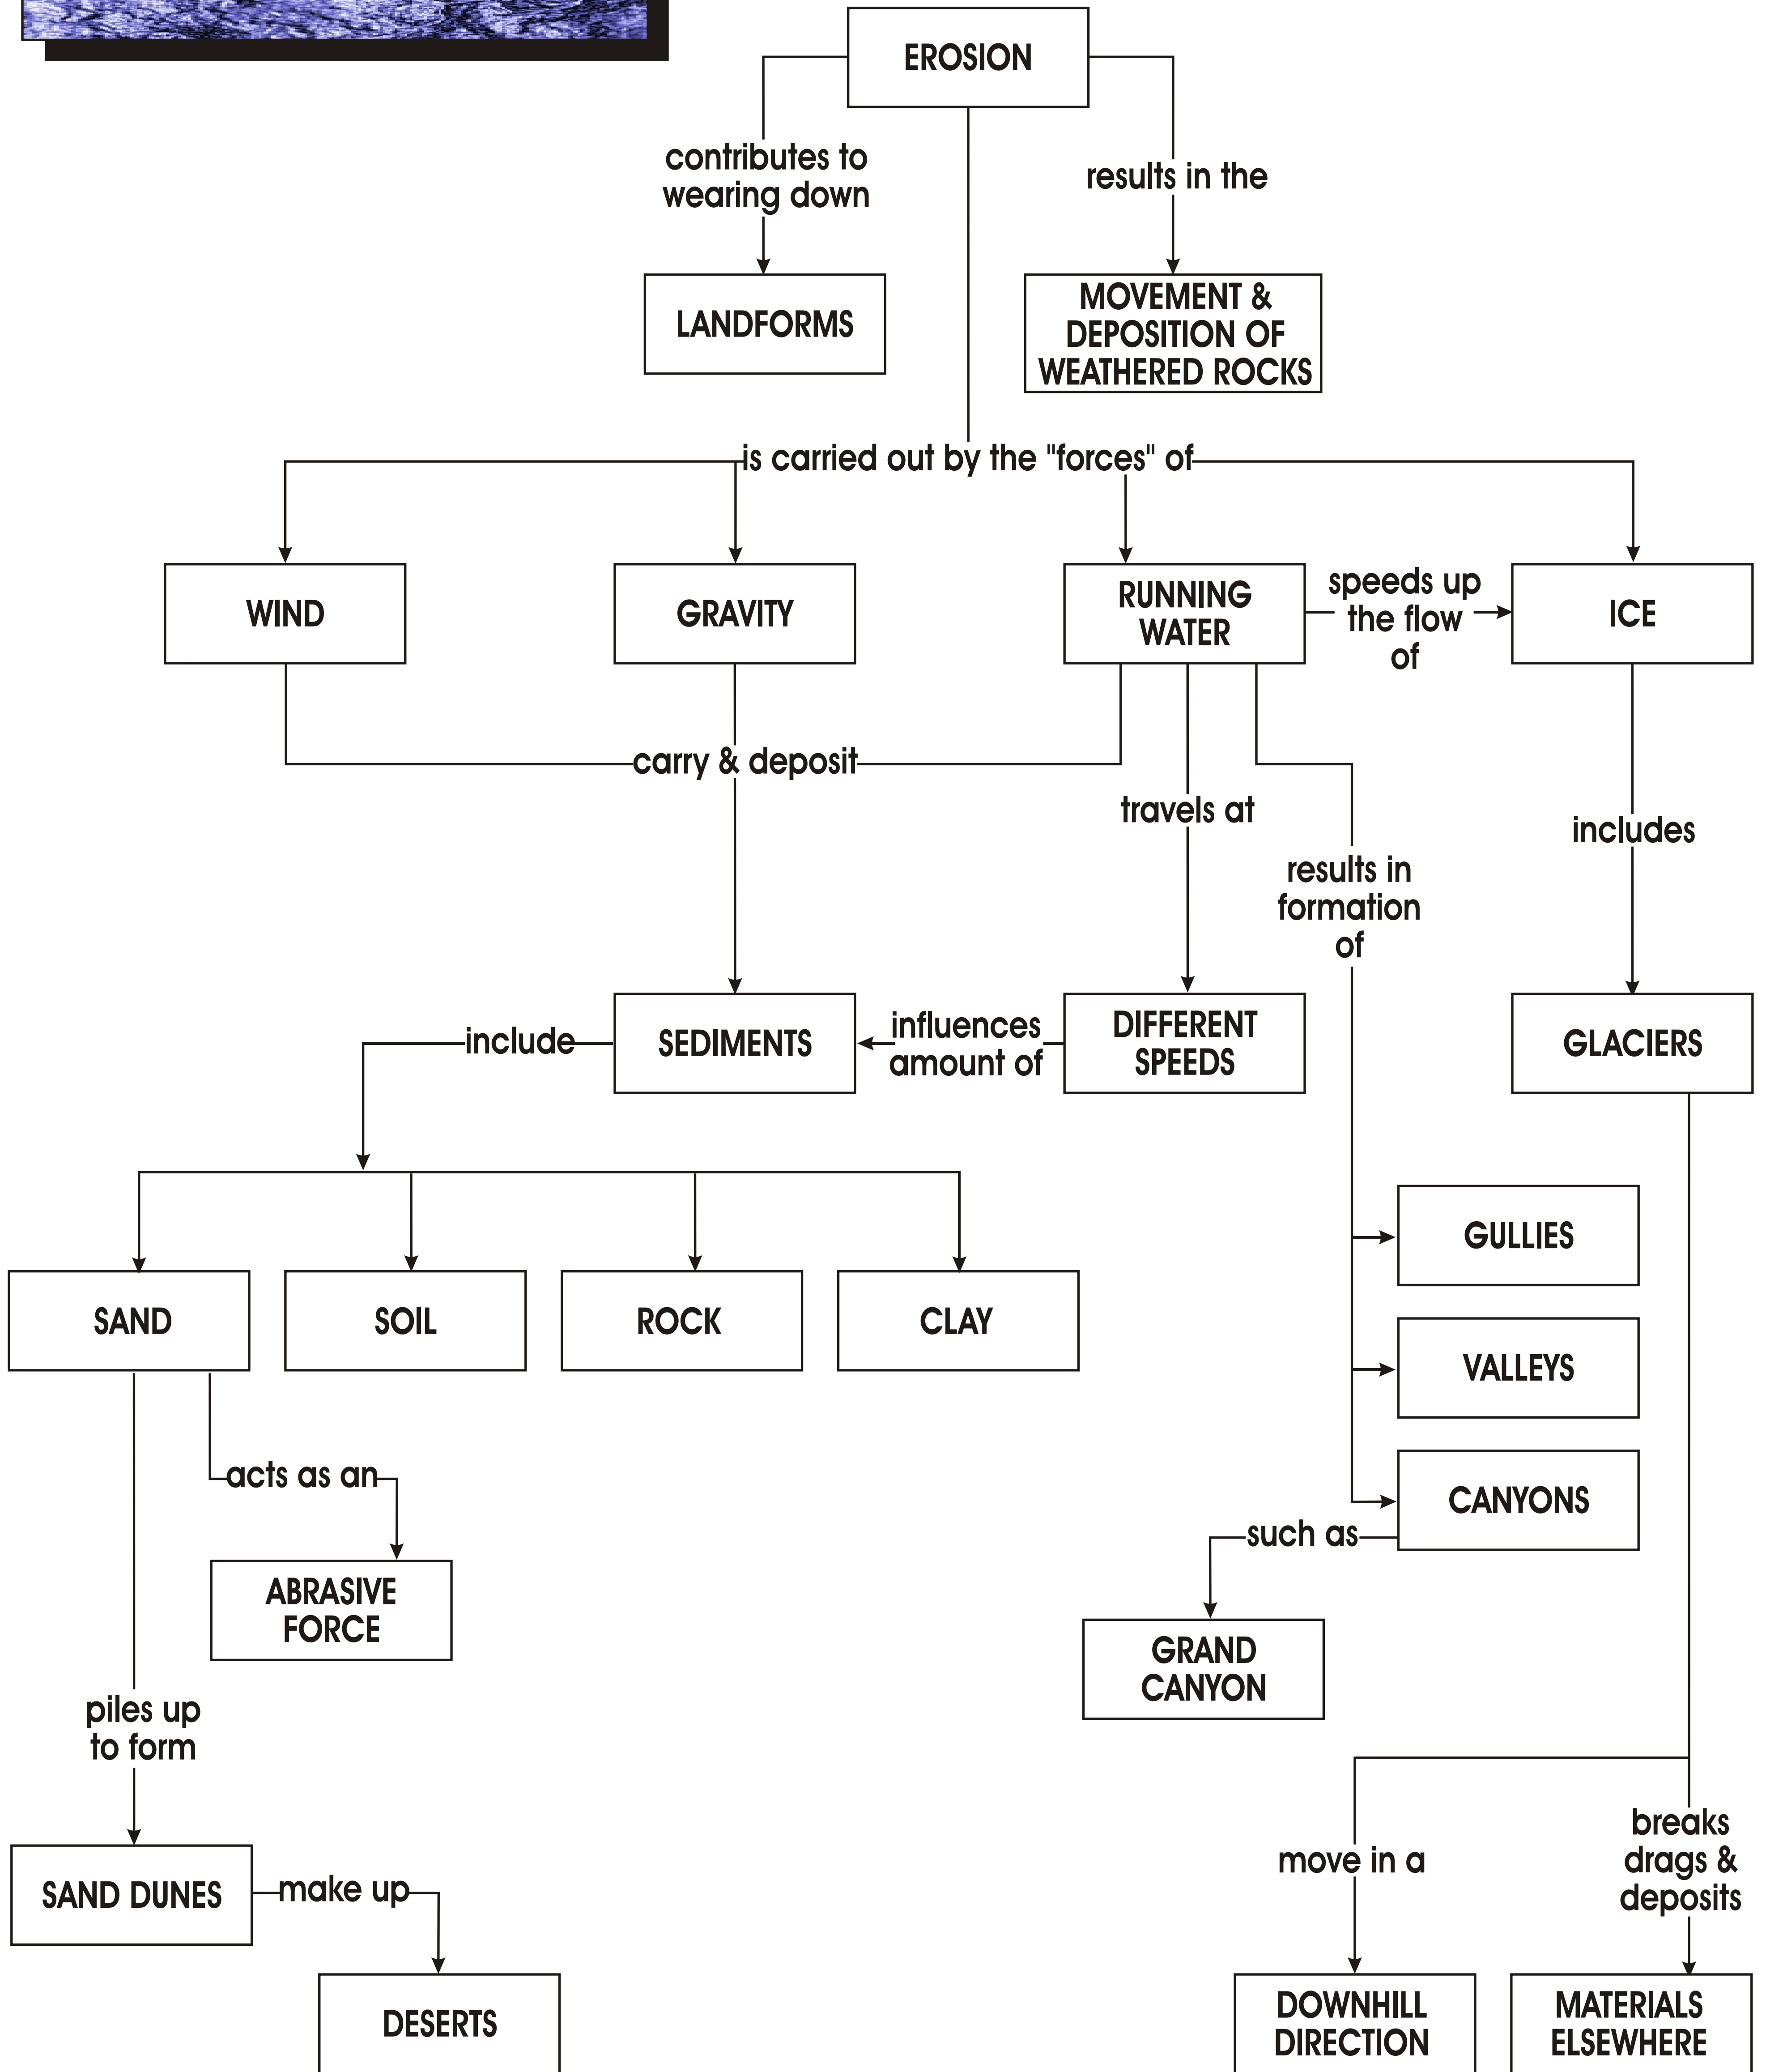 EROSION
contributes to
wearing down
results in the
LANDFORMS
MOVEMENT &
DEPOSITION OF
WEATHERED ROCKS
is carried out by the "forces" of
WIND
GRAVITY
RUNNING
WATER
speeds up
the flow
of
ICE
carry & deposit
travels at
results in
formation
of
includes
include
SEDIMENTS
influences
amount of
DIFFERENT
SPEEDS
GLACIERS
GULLIES
SAND
SOIL
ROCK
CLAY
VALLEYS
acts as an
CANYONS
such as
ABRASIVE
FORCE
GRAND
CANYON
piles up
to form
SAND DUNES
make up
move in a
breaks
drags &
deposits
DESERTS
DOWNHILL
DIRECTION
MATERIALS
ELSEWHERE